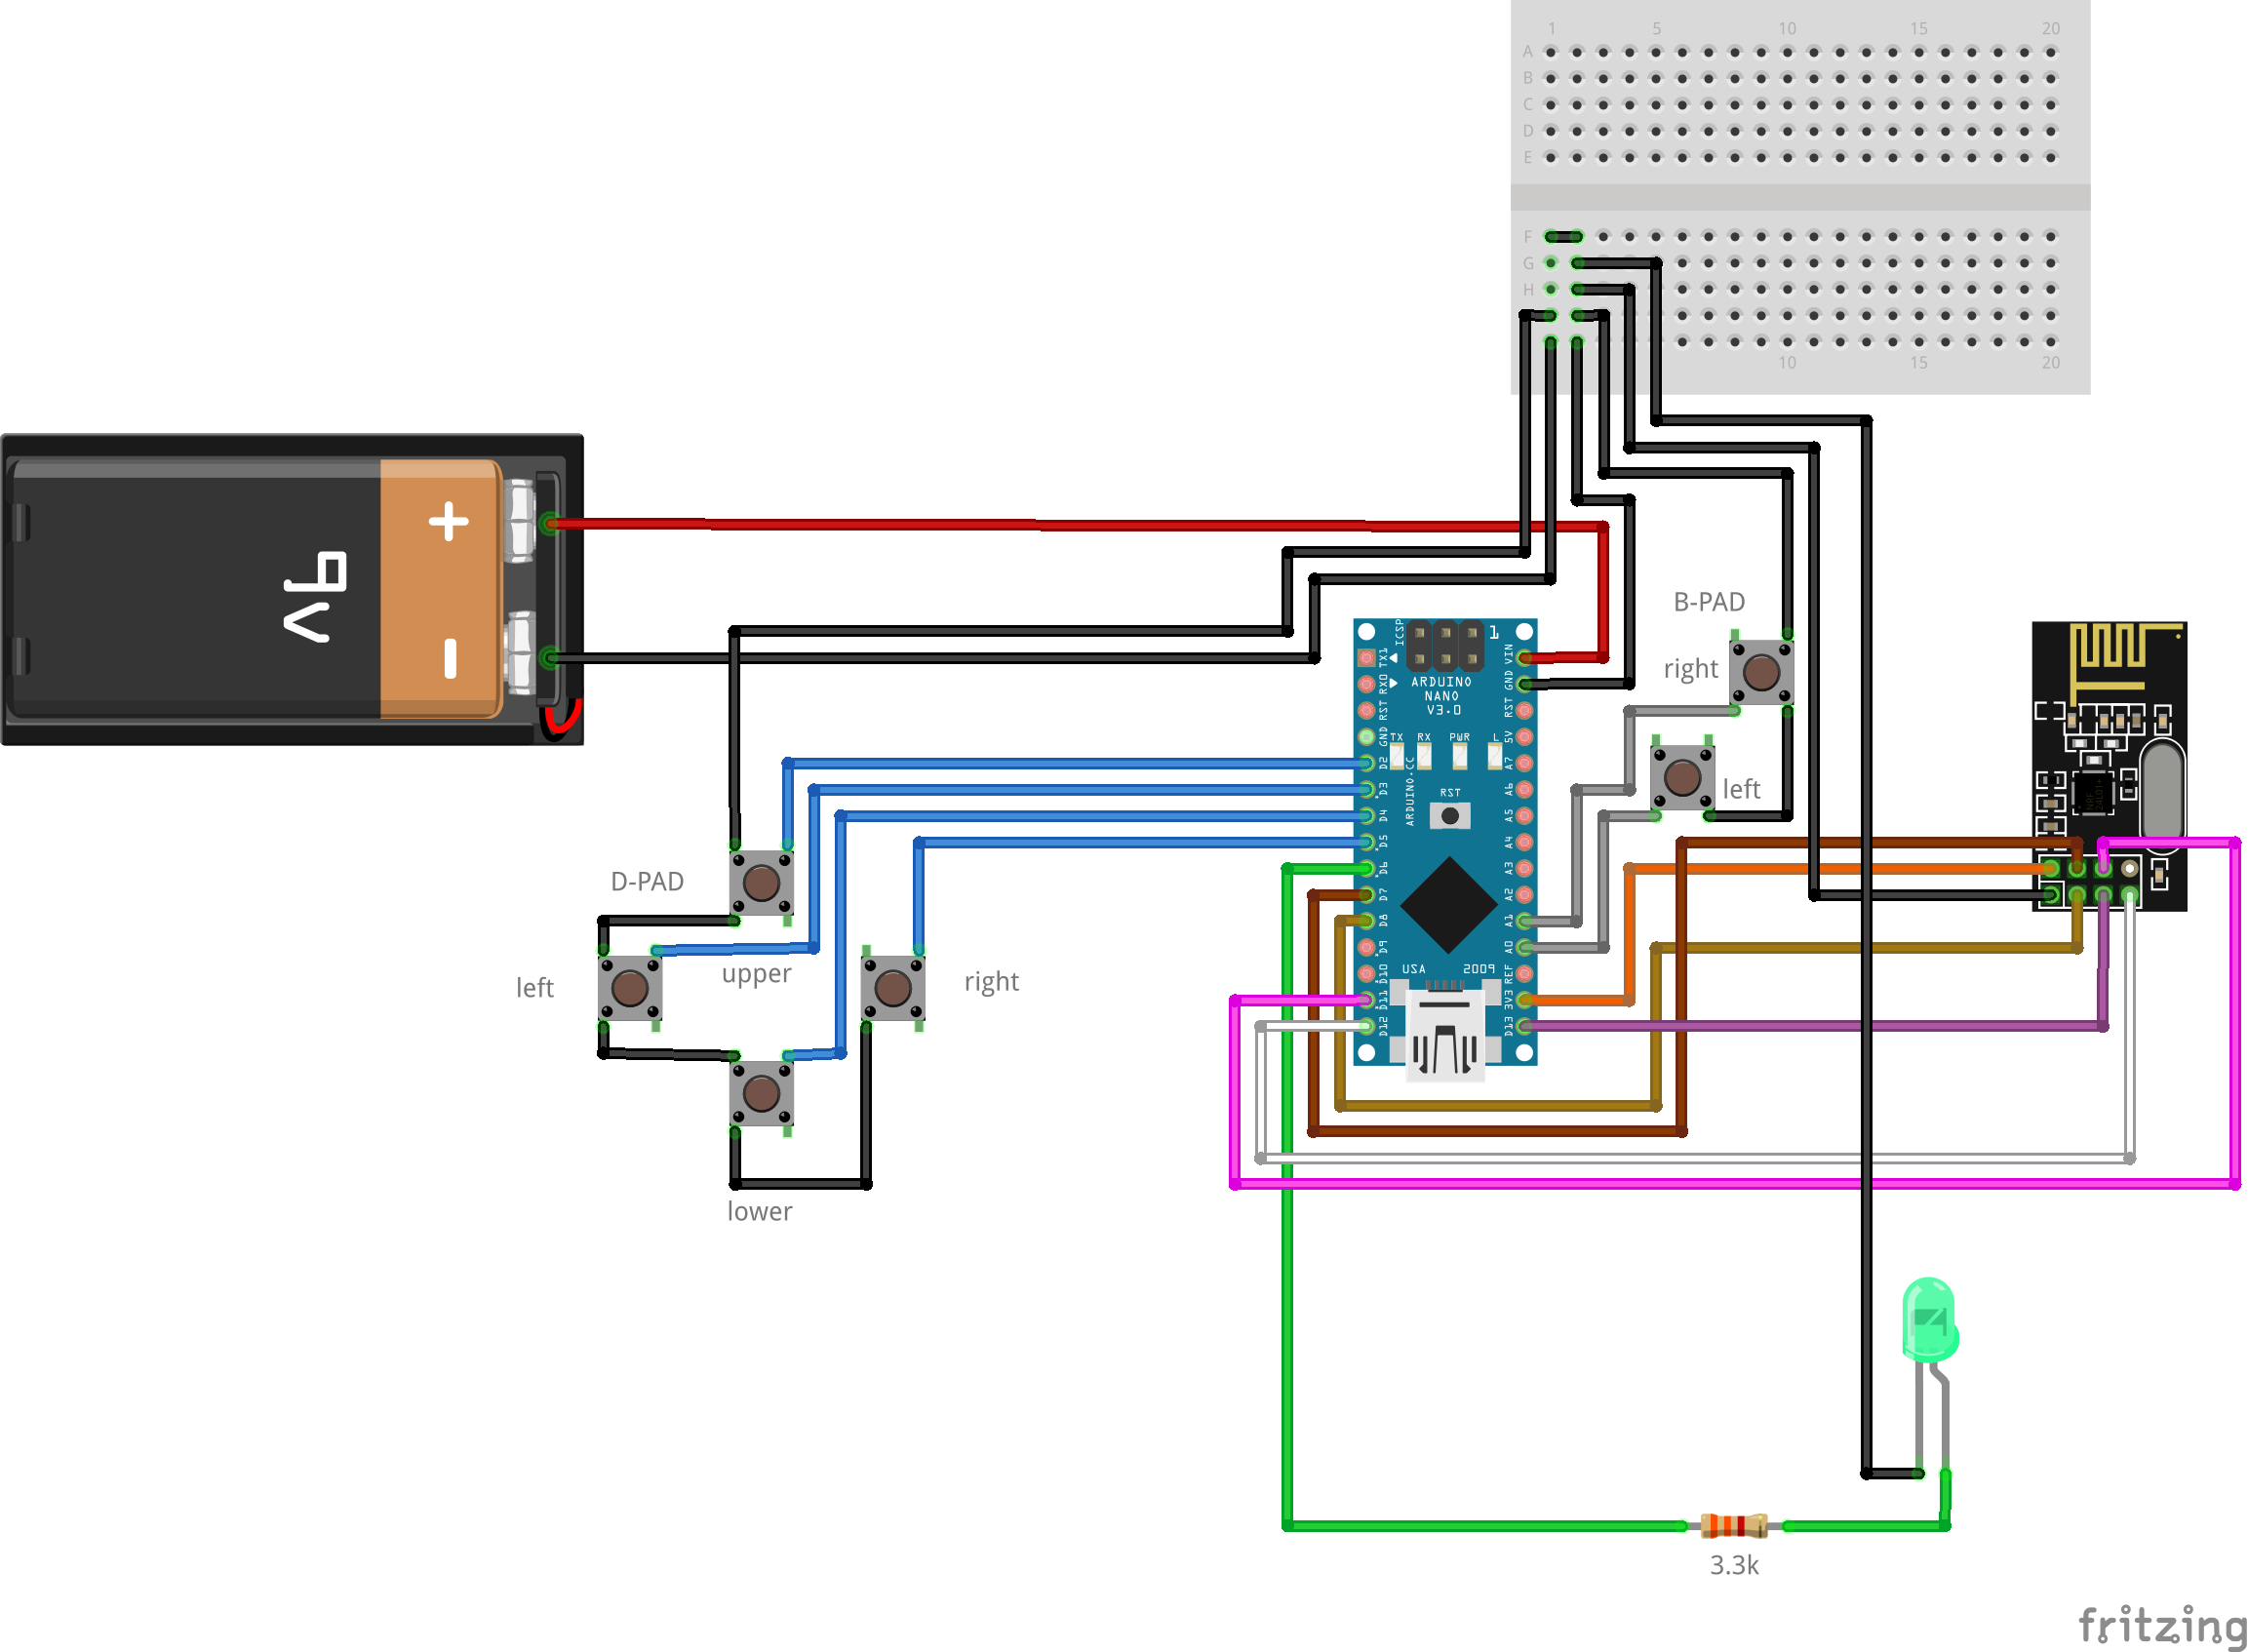 1 5 10 15 20
A
B
C
D
E
F
G
H
10 15 20
9V
+
-
B-PAD
right
left
D-PAD
left
upper
right
lower
ICSP
1
ARDUINO
NANO
V3.0
TX RX PWR L
RST
ARDUINO.CC
USA 2009
TX1
RX0
RST
GND
D2
D3
D4
D5
D6
D7
D8
D9
D10
D11
D12
VIN
GND
RST
5V
A7
A6
A5
A4
A3
A2
A1
A0
REF
3V3
D13
3.3k
fritzing